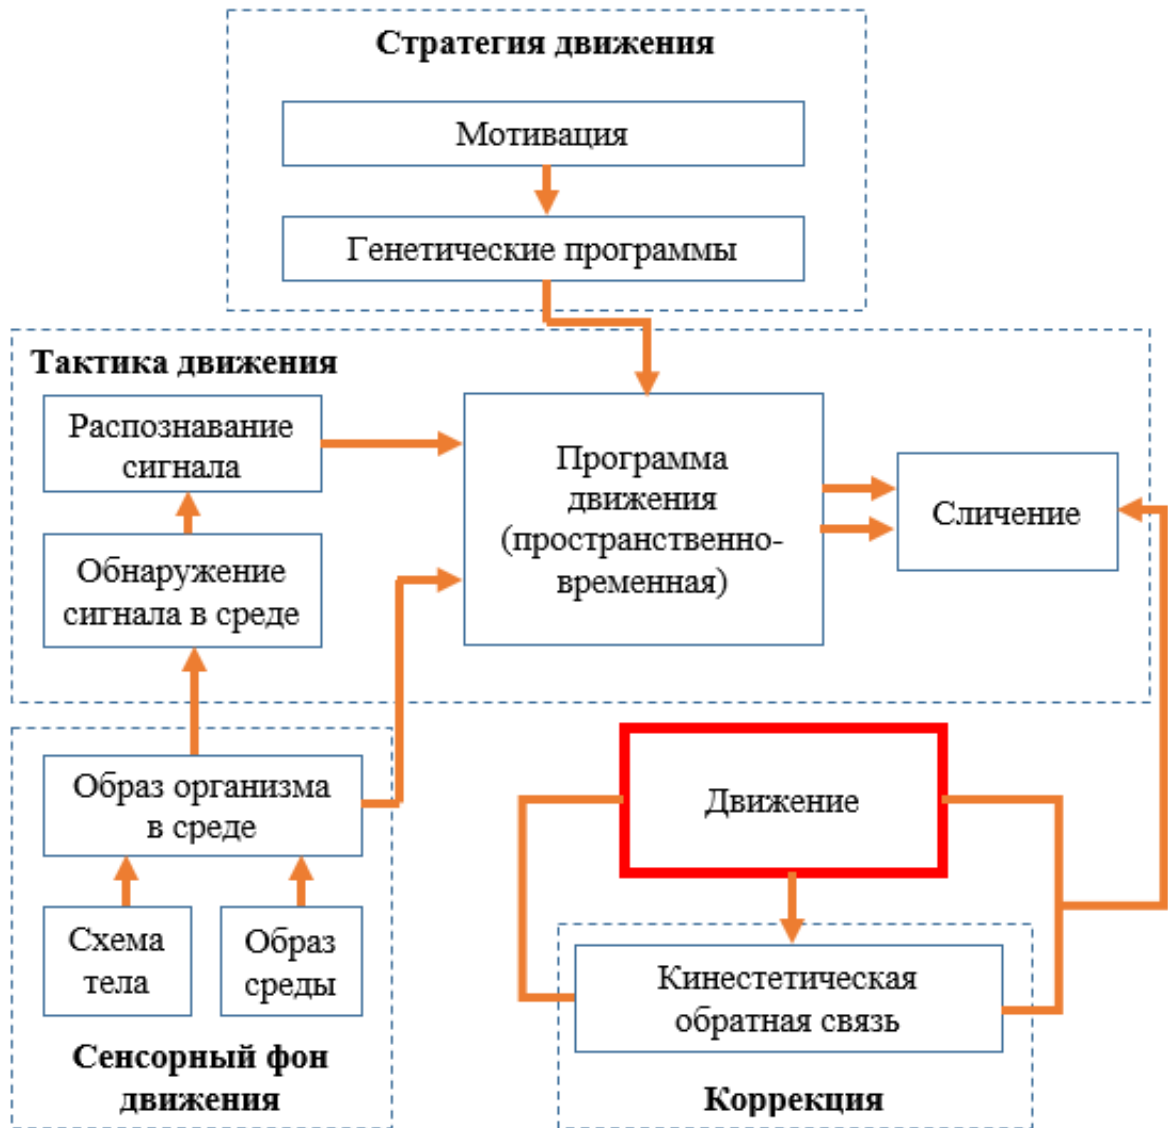 Стратегия движения
Мотивация
Генетические программы
Тактика движения
Распознавание
сигнала
Обнаружение
сигнала в среде
Программа
движения
(пространственно-
временная)
Сличение
Образ организма
в среде
Схема
тела
Образ
среды
Сенсорный фон
движения
Движение
Кинестетическая
обратная связь
Коррекция